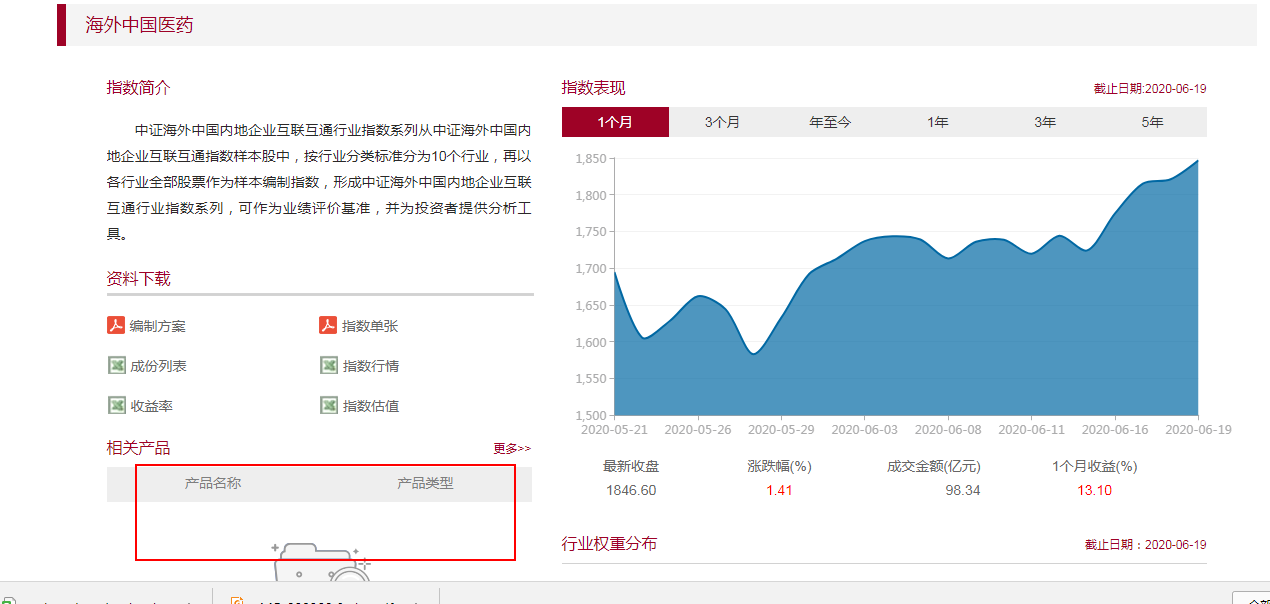 海外中国医药
指数简介
中证海外中国内地企业互联互通行业指数系列从中证海外中国内
地企业互联互通指数样本股中，按行业分类标准分为10个行业，再以
各行业全部股票作为样本编制指数，形成中证海外中国内地企业互联
互通行业指数系列，可作为业绩评价基准，并为投资者提供分析工
具。
资料下载
编制方案 指数单张
成份列表 指数行情
收益率 指数估值
相关产品 更多>>
产品名称 产品类型
指数表现 截止日期:2020-06-19
1个月 3个月 年至今 1年 3年 5年
1,850
1,800
1,750
1,700
1,650
1,600
1,550
1,500
2020-05-21 2020-05-26 2020-05-29 2020-06-03 2020-06-08 2020-06-11 2020-06-16 2020-06-19
最新收盘 涨跌幅(%) 成交金额(亿元) 1个月收益(%)
1846.60 1.41 98.34 13.10
行业权重分布 截止日期：2020-06-19